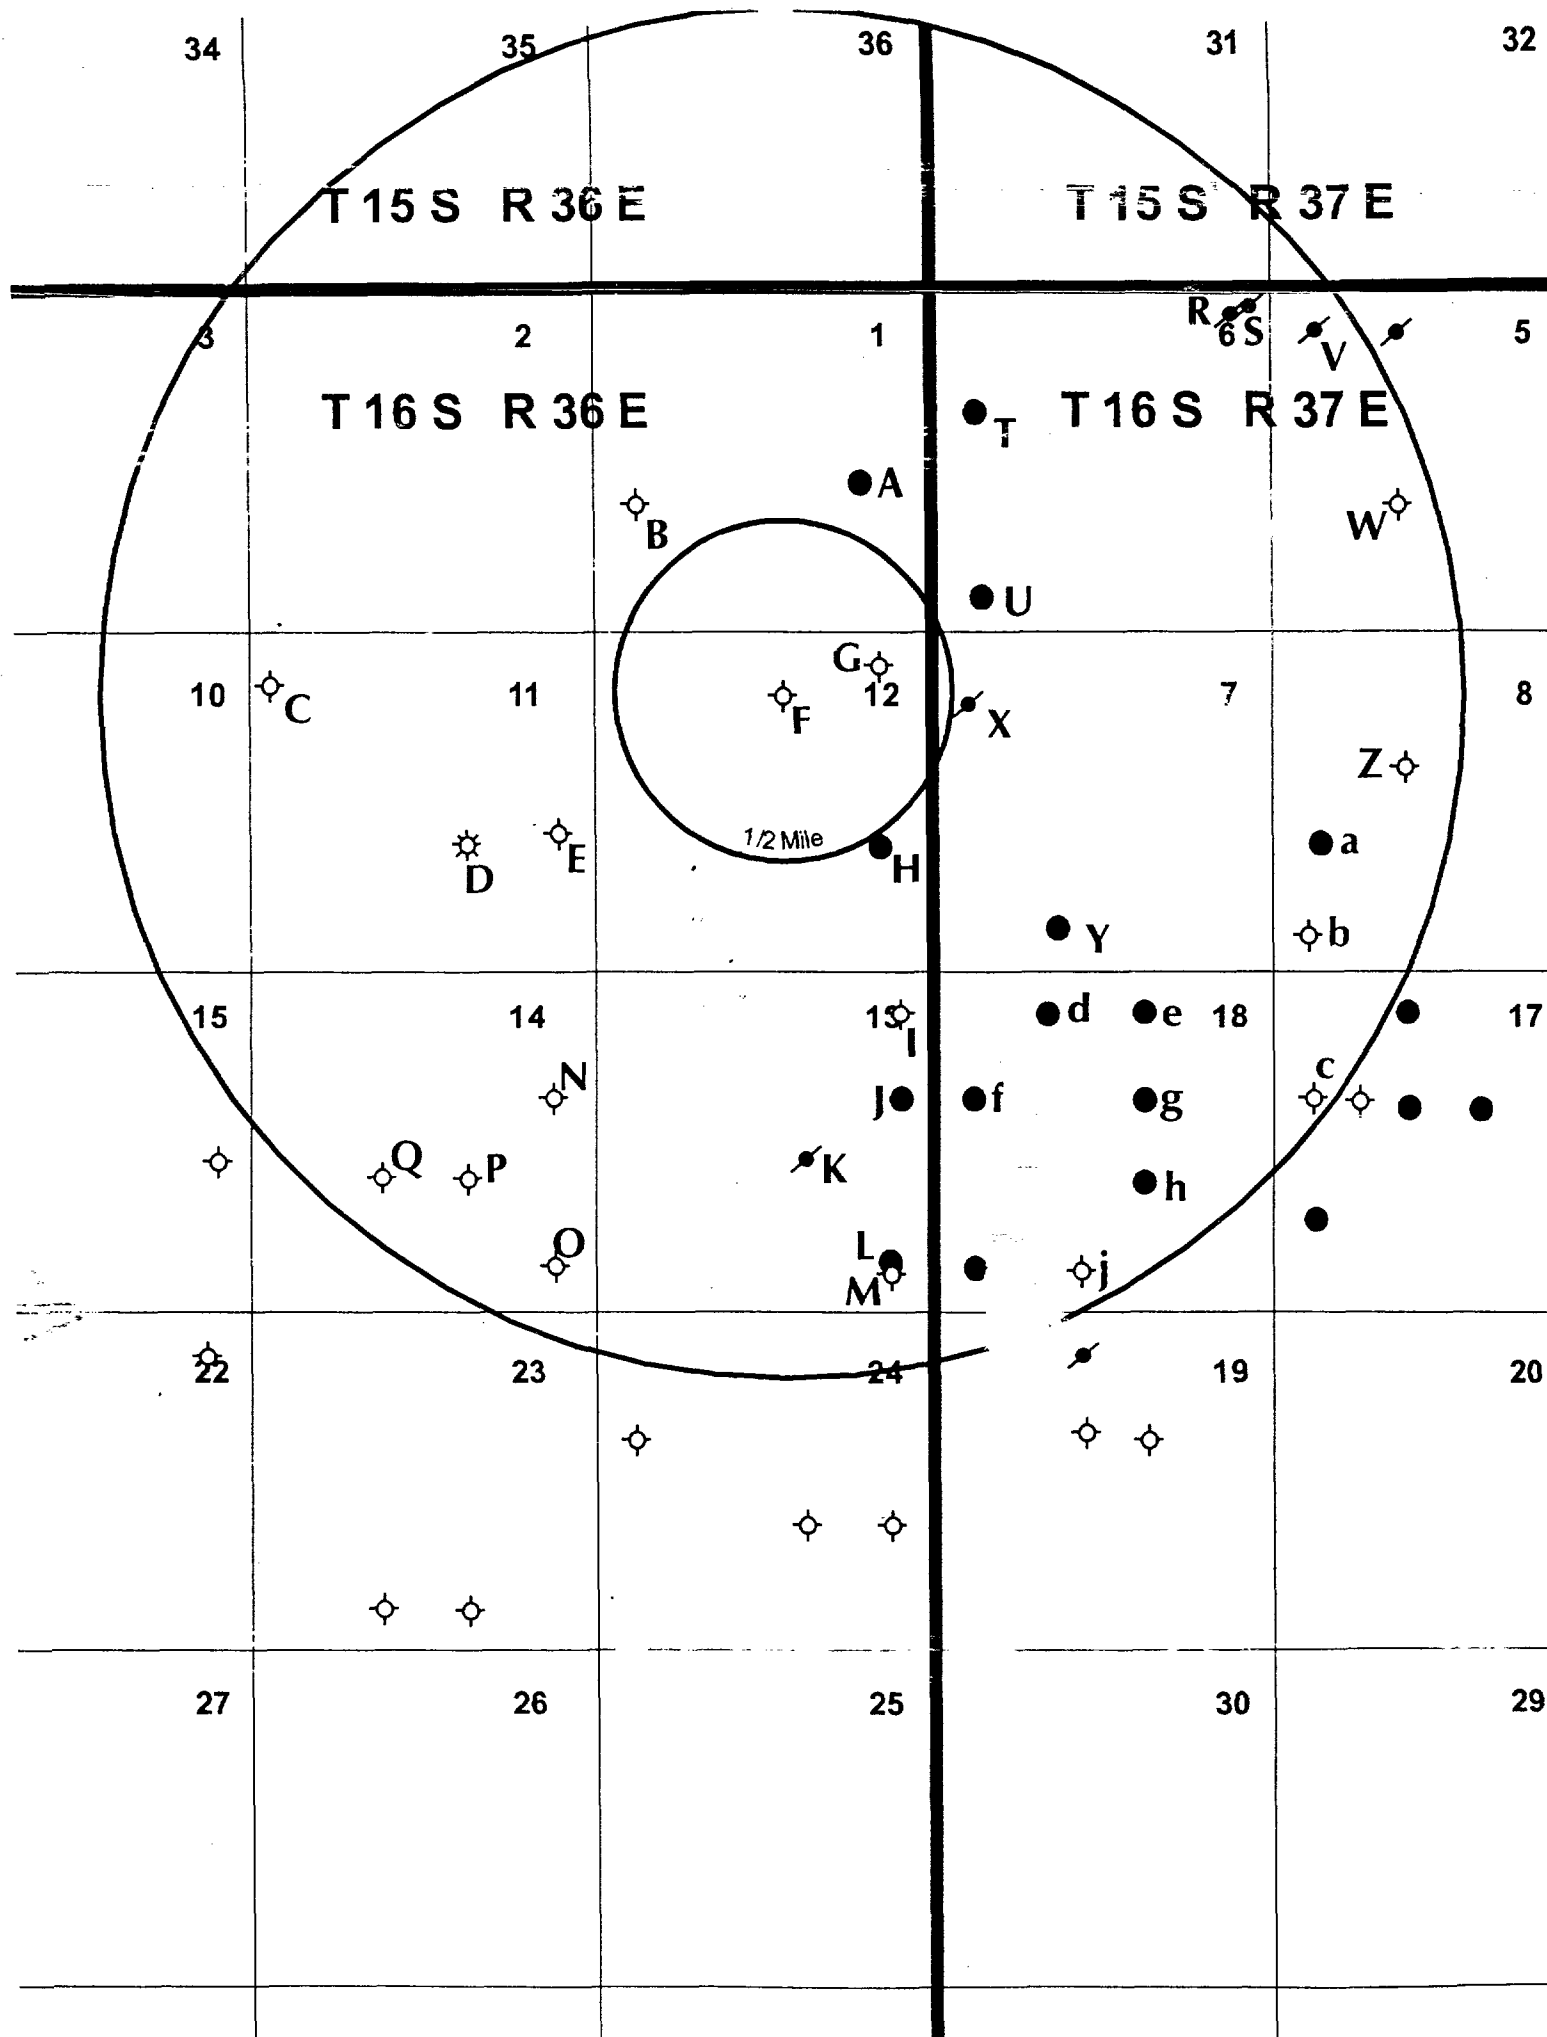 34 35 36 31 32
T 15 S R 36 E T 15 S R 37 E
R S
3 2 1 6 V 5
T 16 S R 36 E T T 16 S R 37 E
A
B W
U
G
10 C 11 F 12 X 7 8
Z
1/2 Mile
D E H a
Y b
15 14 13 I d e 18 17
N J f g c
Q P K h
O L
M j
22 23 24 19 20
27 26 25 30 29